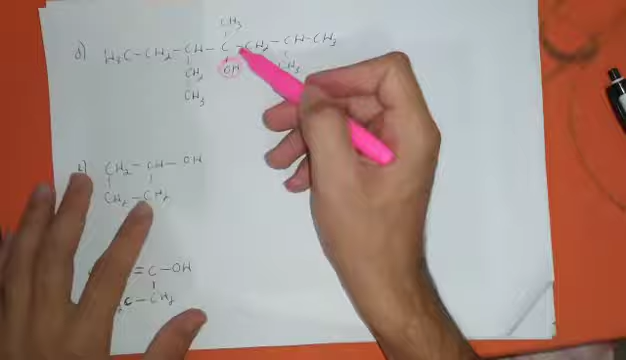 CH3
d) H3C - CH2 - CH - C - CH2 - CH - CH3
CH2 OH CH3
CH3
e) CH2 - CH - OH
CH2 - CH2
= C - OH
C - CH2